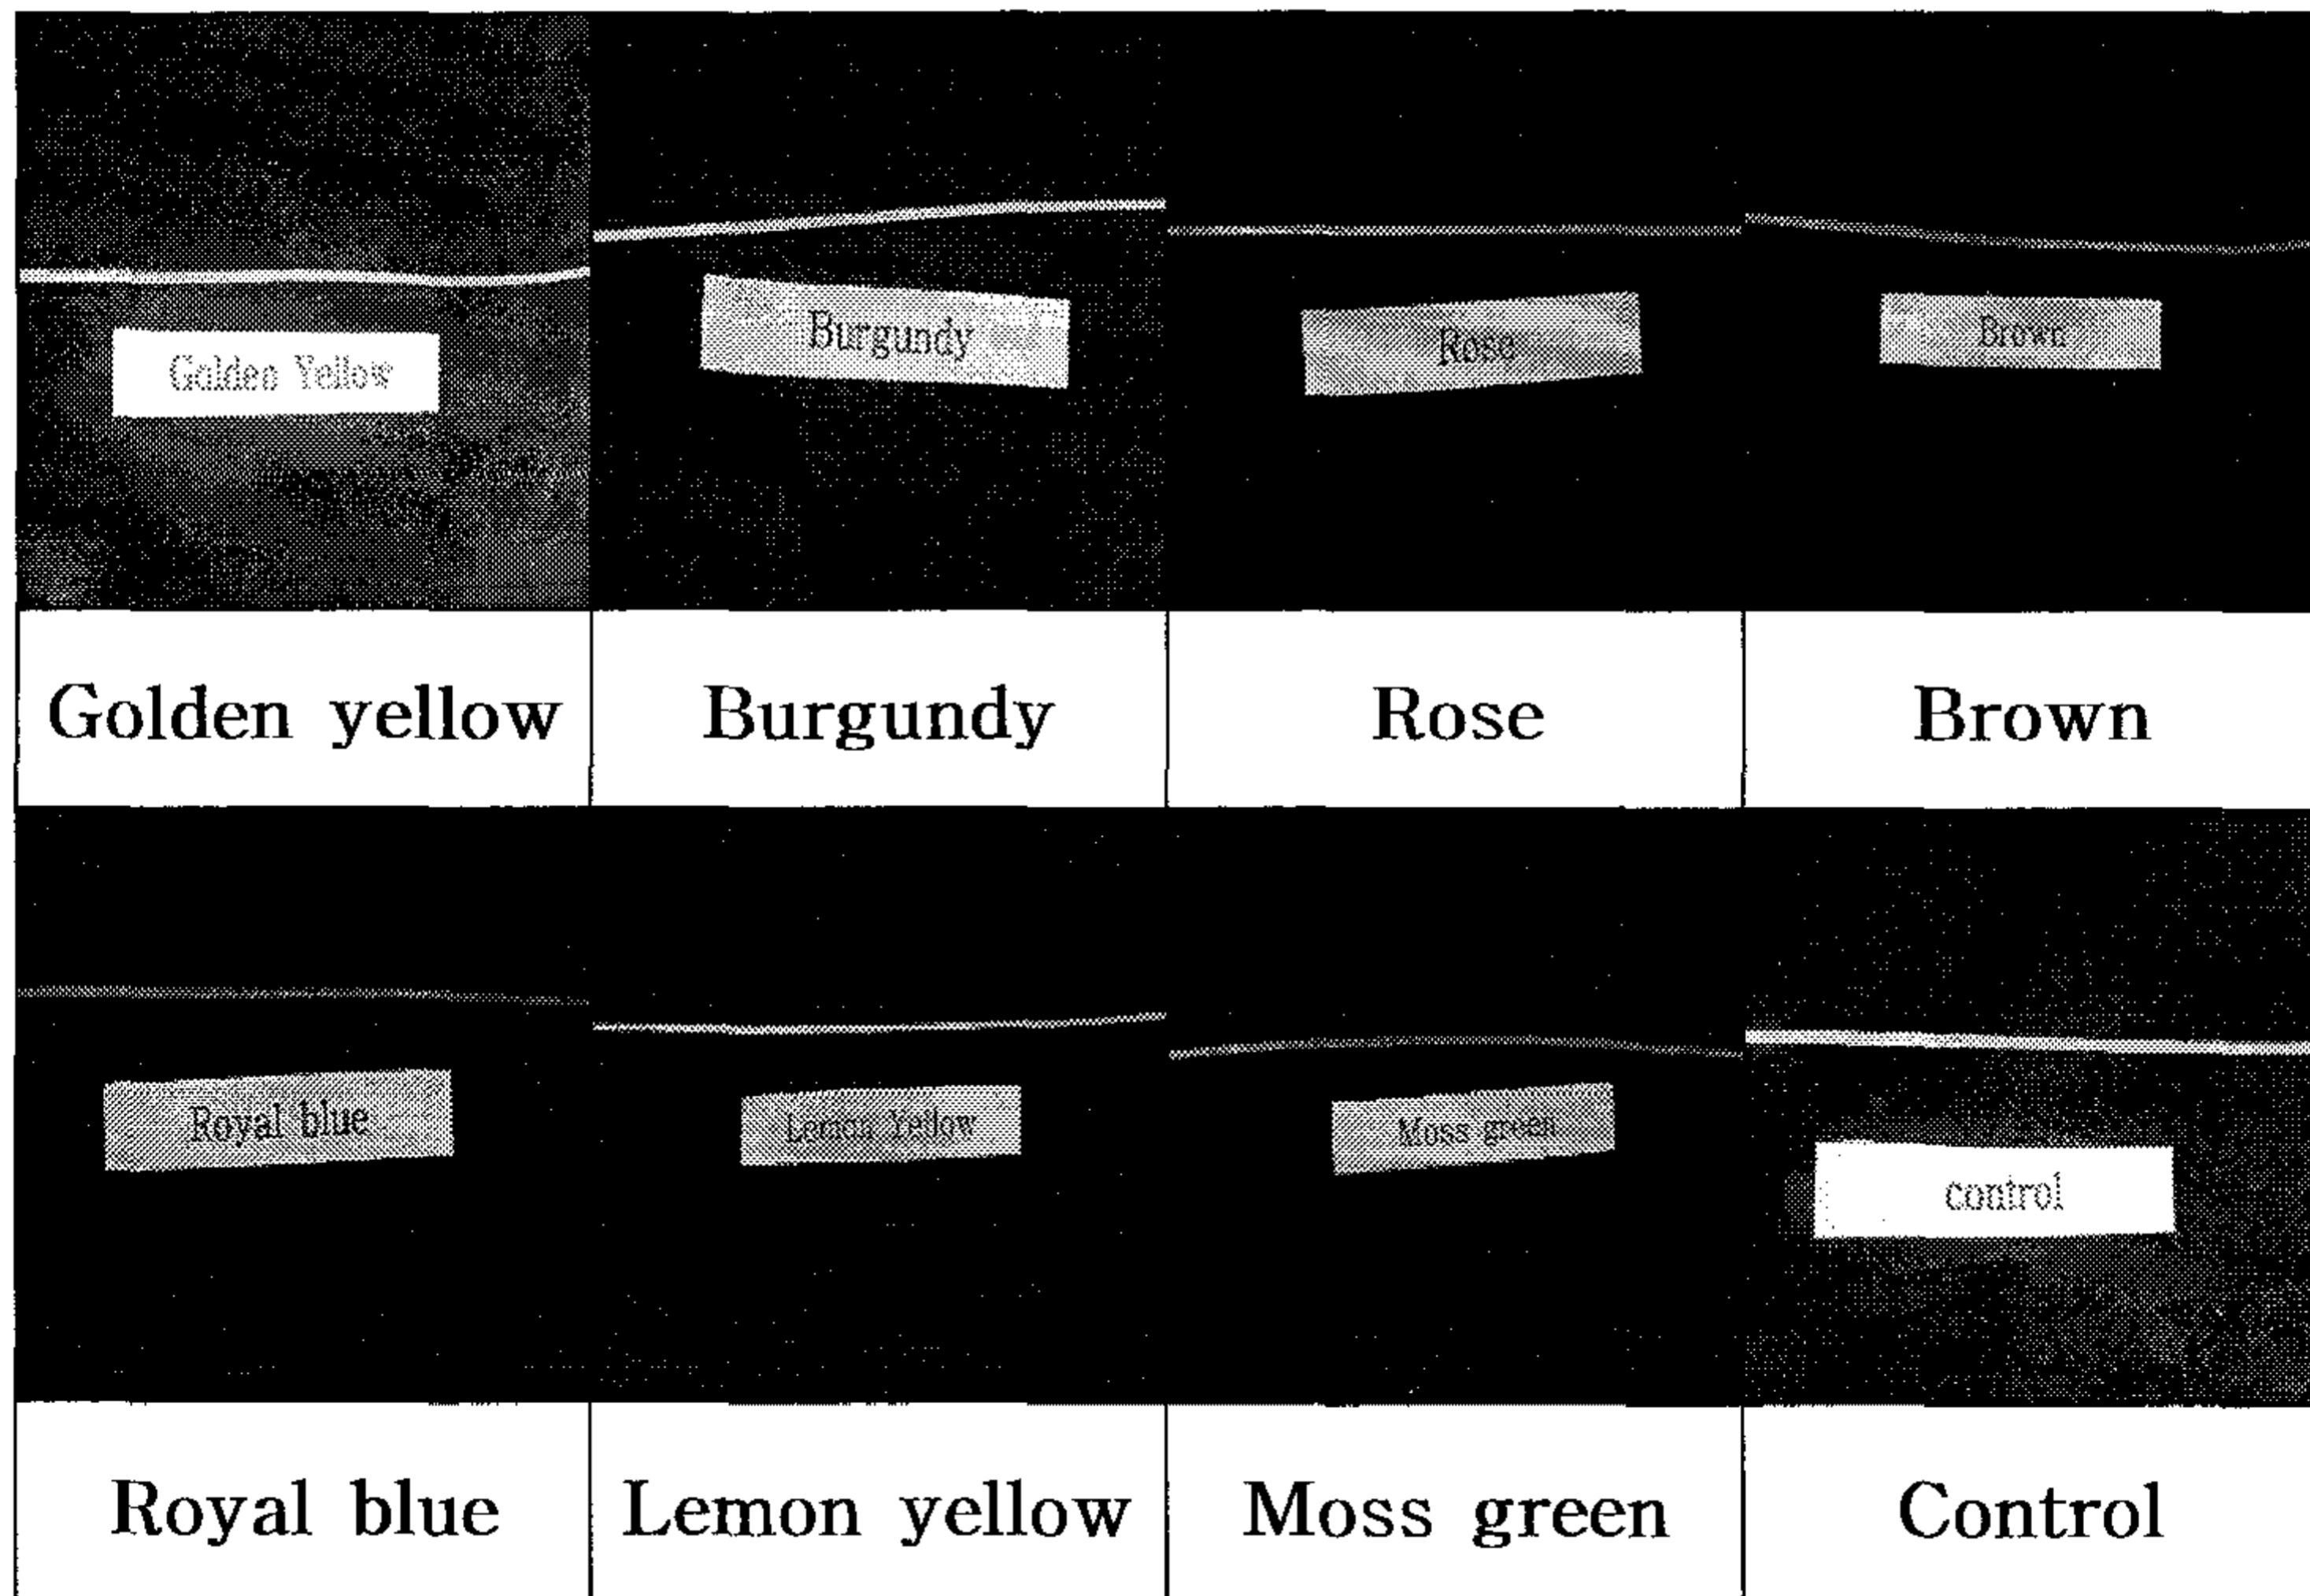 Golden Yellow
Burgundy
Rose
Brown
Golden yellow
Burgundy
Rose
Brown
Royal blue
Lemon Yellow
Moss green
control
Royal blue
Lemon yellow
Moss green
Control